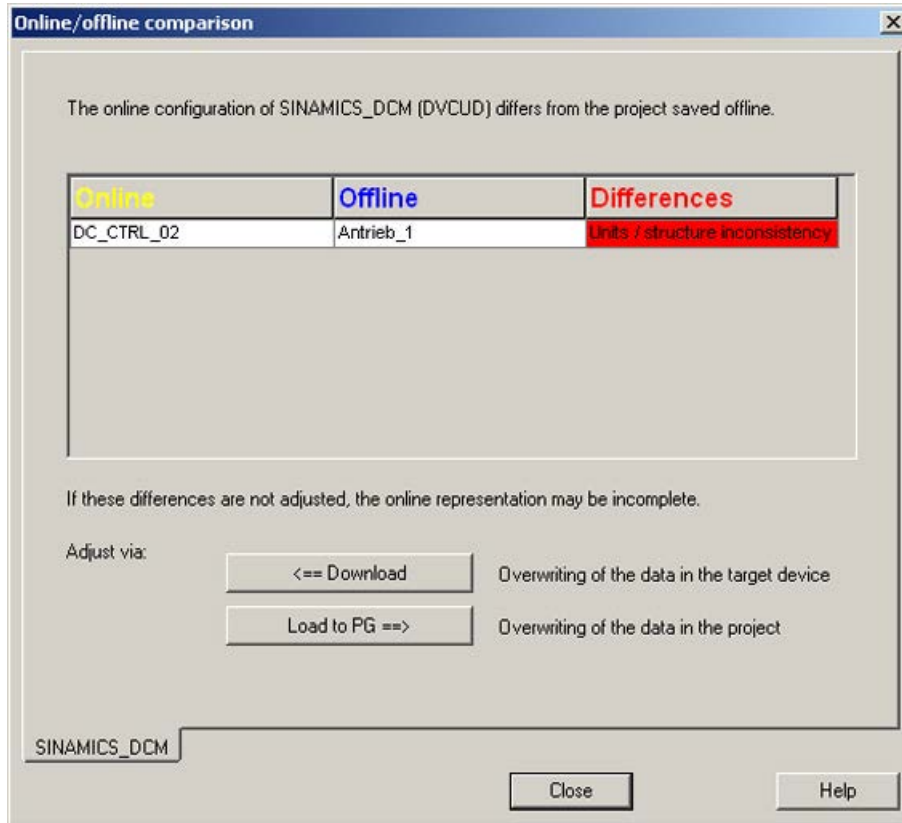 Online/offline comparison
The online configuration of SINAMICS_DCM (DVCUD) differs from the project saved offline.
Online Offline Differences
DC_CTRL_02 Antrieb_1 Units / structure inconsistency
If these differences are not adjusted, the online representation may be incomplete.
Adjust via: <== Download Overwriting of the data in the target device
Load to PG ==> Overwriting of the data in the project
SINAMICS_DCM
Close Help